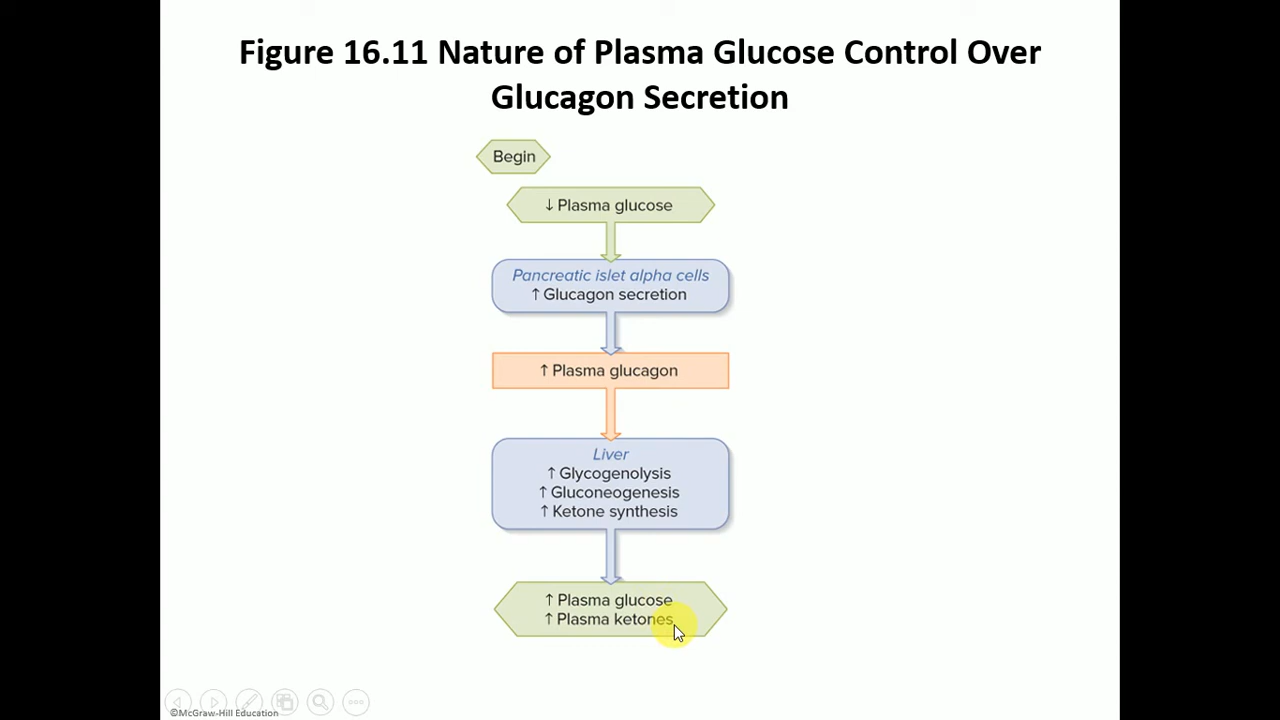 Figure 16.11 Nature of Plasma Glucose Control Over
Glucagon Secretion
Begin
↓ Plasma glucose
Pancreatic islet alpha cells
↑ Glucagon secretion
↑ Plasma glucagon
Liver
↑ Glycogenolysis
↑ Gluconeogenesis
↑ Ketone synthesis
↑ Plasma glucose
↑ Plasma ketones
©McGraw-Hill Education